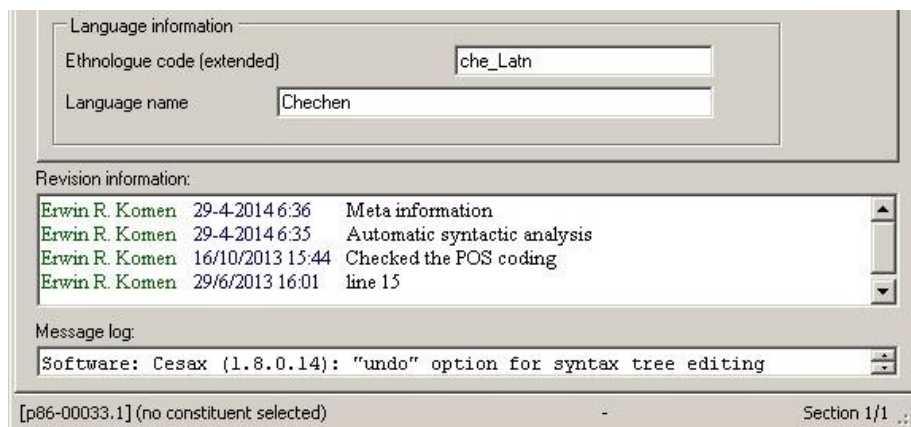 Language information
Ethnologue code (extended) che_Latn
Language name Chechen
Revision information:
Erwin R. Komen 29-4-2014 6:36 Meta information
Erwin R. Komen 29-4-2014 6:35 Automatic syntactic analysis
Erwin R. Komen 16/10/2013 15:44 Checked the POS coding
Erwin R. Komen 29/6/2013 16:01 line 15
Message log:
Software: Cesax (1.8.0.14): "undo" option for syntax tree editing
[p86-00033.1] (no constituent selected) - Section 1/1